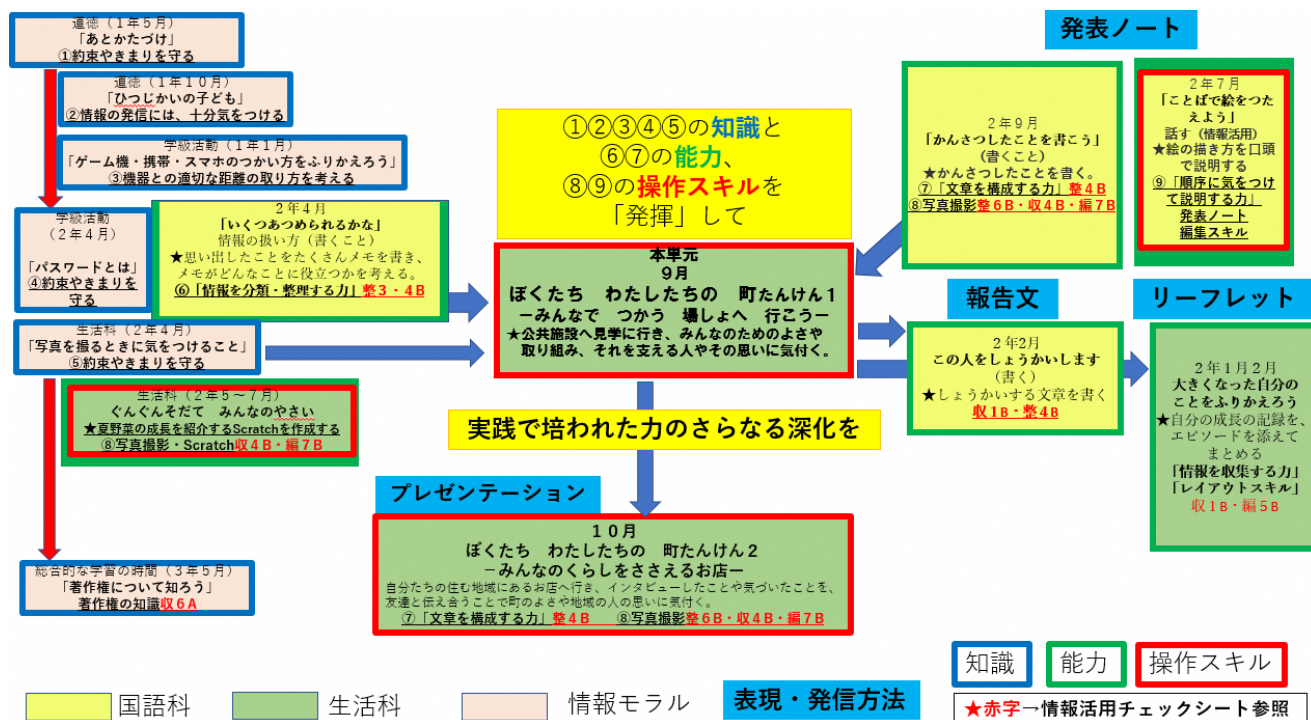 道徳（１年５月）
「あとかたづけ」
①約束やきまりを守る
道徳（１年１０月）
「ひつじかいの子ども」
②情報の発信には、十分気をつける
学級活動（１年１月）
「ゲーム機・携帯・スマホのつかい方をふりかえろう」
③機器との適切な距離の取り方を考える
学級活動
（２年４月）
「パスワードとは」
④約束やきまりを
守る
２年４月
「いくつあつめられるかな」
情報の扱い方（書くこと）
★思い出したことをたくさんメモを書き、
メモがどんなことに役立つかを考える。
⑥「情報を分類・整理する力」整３・４B
生活科（２年４月）
「写真を撮るときに気をつけること」
⑤約束やきまりを守る
生活科（２年５～７月）
ぐんぐんそだて　みんなのやさい
★夏野菜の成長を紹介するScratchを作成する
⑧写真撮影・Scratch収４B・編７B
総合的な学習の時間（３年５月）
「著作権について知ろう」
著作権の知識収６A
①②③④⑤の知識と
⑥⑦の能力、
⑧⑨の操作スキルを
「発揮」して
本単元
９月
ぼくたち　わたしたちの　町たんけん１
－みんなで　つかう　場しょへ　行こう－
★公共施設へ見学に行き、みんなのためのよさや
取り組み、それを支える人やその思いに気付く。
実践で培われた力のさらなる深化を
プレゼンテーション
１０月
ぼくたち　わたしたちの　町たんけん２
－みんなのくらしをささえるお店－
自分たちの住む地域にあるお店へ行き、インタビューしたことや気づいたことを、
友達と伝え合うことで町のよさや地域の人の思いに気付く。
⑦「文章を構成する力」整４B　⑧写真撮影整６B・収４B・編７B
発表ノート
２年９月
「かんさつしたことを書こう」
（書くこと）
★かんさつしたことを書く。
⑦「文章を構成する力」整４B
⑧写真撮影整６B・収４B・編７B
２年７月
「ことばで絵をつた
えよう」
話す（情報活用）
★絵の描き方を口頭
で説明する
⑨「順序に気をつけ
て説明する力」
発表ノート
編集スキル
報告文
２年２月
この人をしょうかいします
（書く）
★しょうかいする文章を書く
収１B・整４B
リーフレット
２年１月２月
大きくなった自分の
ことをふりかえろう
★自分の成長の記録を、
エピソードを添えて
まとめる
「情報を収集する力」
「レイアウトスキル」
収１B・編５B
国語科
生活科
情報モラル
表現・発信方法
知識
能力
操作スキル
★赤字→情報活用チェックシート参照